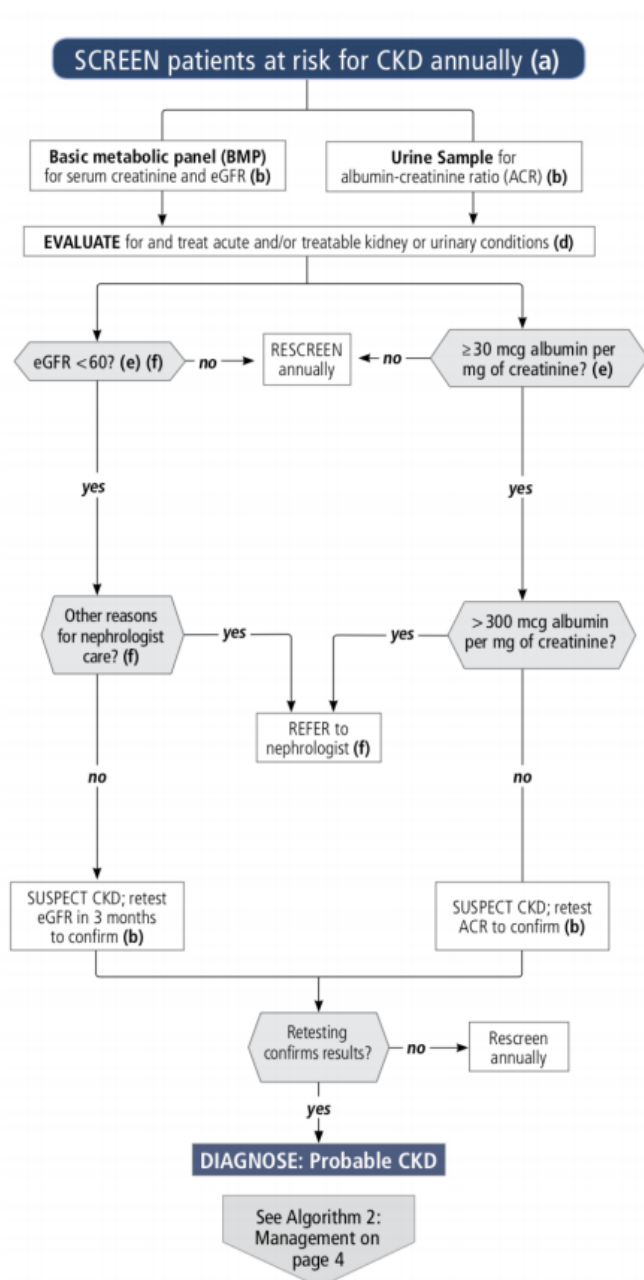 SCREEN patients at risk for CKD annually (a)
Basic metabolic panel (BMP)
for serum creatinine and eGFR (b)
Urine Sample for
albumin-creatinine ratio (ACR) (b)
EVALUATE for and treat acute and/or treatable kidney or urinary conditions (d)
eGFR <60? (e) (f)
no
RESCREEN
annually
no
≥30 mcg albumin per
mg of creatinine? (e)
yes
yes
Other reasons
for nephrologist
care? (f)
yes
yes
>300 mcg albumin
per mg of creatinine?
REFER to
nephrologist (f)
no
no
SUSPECT CKD; retest
eGFR in 3 months
to confirm (b)
SUSPECT CKD; retest
ACR to confirm (b)
Retesting
confirms results?
no
Rescreen
annually
yes
DIAGNOSE: Probable CKD
See Algorithm 2:
Management on
page 4